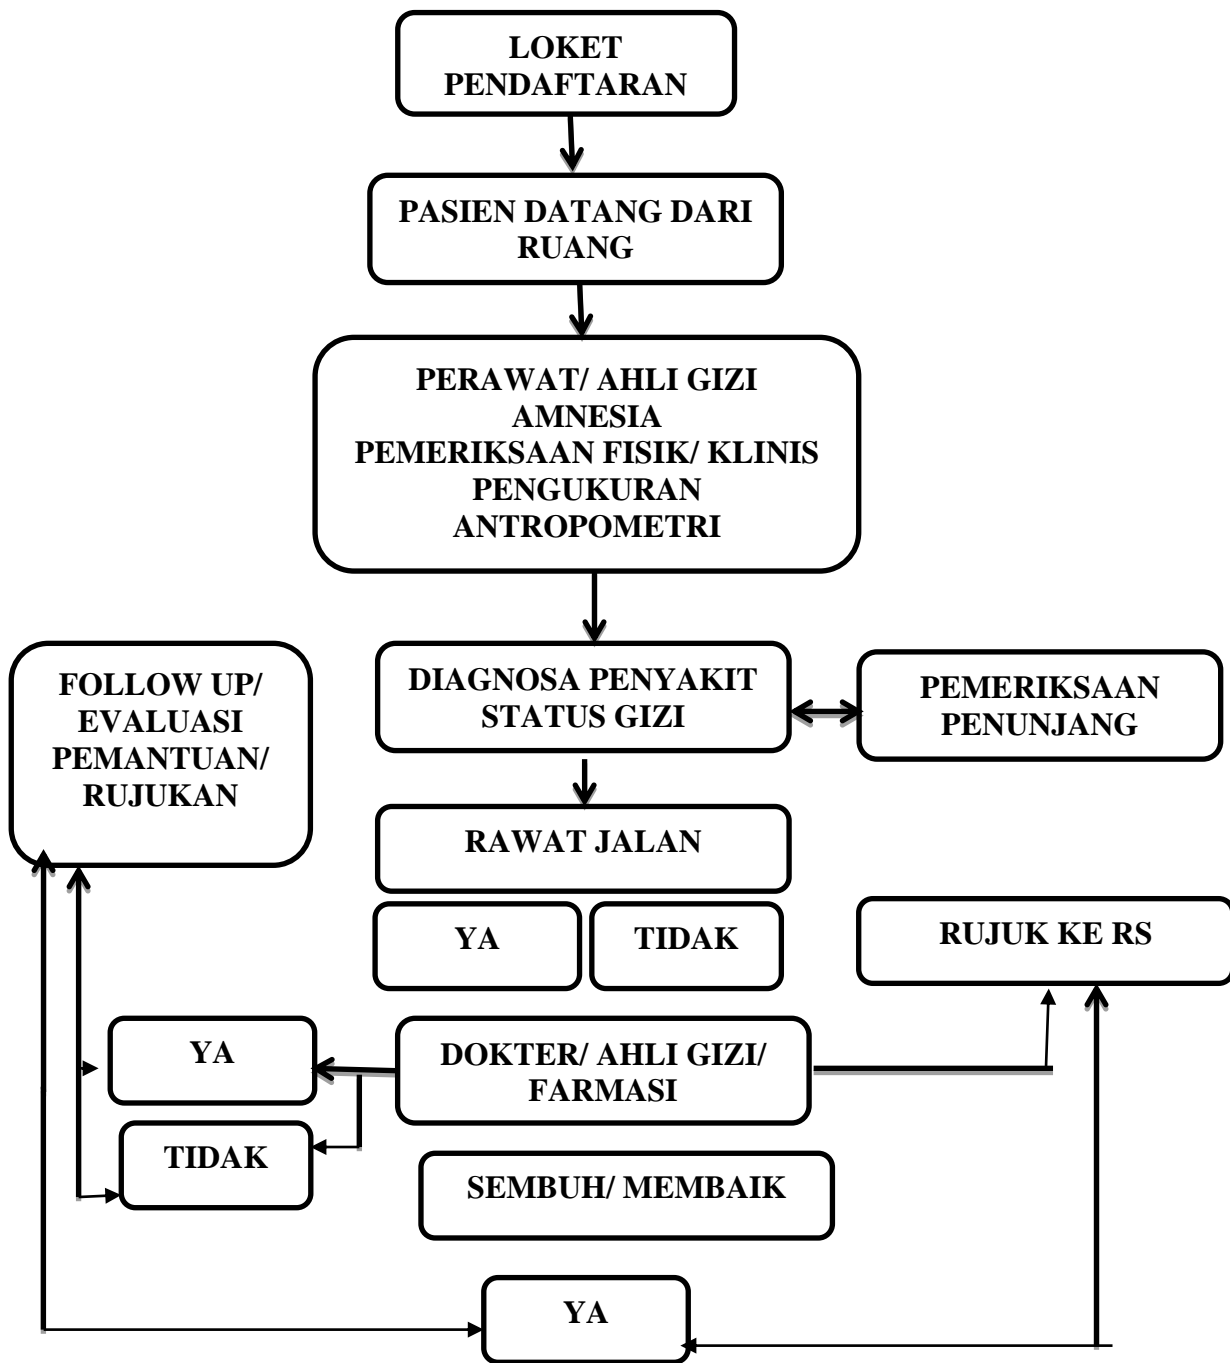 LOKET
PENDAFTARAN
PASIEN DATANG DARI
RUANG
PERAWAT/ AHLI GIZI
AMNESIA
PEMERIKSAAN FISIK/ KLINIS
PENGUKURAN
ANTROPOMETRI
FOLLOW UP/
EVALUASI
PEMANTUAN/
RUJUKAN
DIAGNOSA PENYAKIT
STATUS GIZI
PEMERIKSAAN
PENUNJANG
RAWAT JALAN
YA
TIDAK
RUJUK KE RS
YA
DOKTER/ AHLI GIZI/
FARMASI
TIDAK
SEMBUH/ MEMBAIK
YA